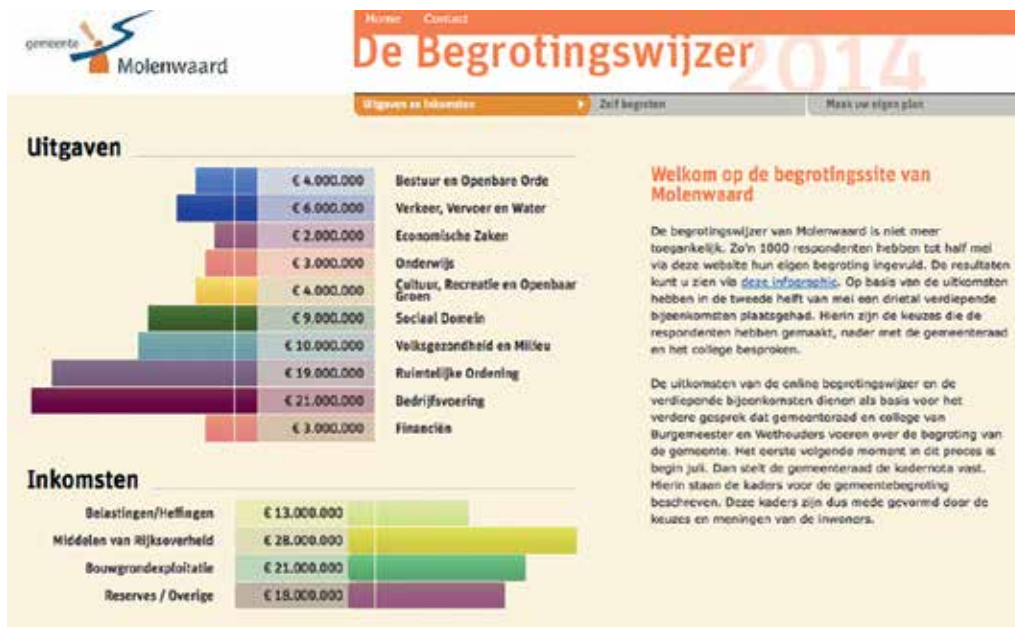 gemeente
Molenwaard
Home Contact
De Begrotingswijzer
2014
Uitgaven en Inkomsten
Zelf begroten
Maak uw eigen plan
Uitgaven
€ 4.000.000 Bestuur en Openbare Orde
€ 6.000.000 Verkeer, Vervoer en Water
€ 2.000.000 Economische Zaken
€ 3.000.000 Onderwijs
€ 4.000.000 Cultuur, Recreatie en Openbaar
Groen
€ 9.000.000 Sociaal Domein
€ 10.000.000 Volksgezondheid en Milieu
€ 19.000.000 Ruimtelijke Ordening
€ 21.000.000 Bedrijfsvoering
€ 3.000.000 Financiën
Inkomsten
Belastingen/Heffingen € 13.000.000
Middelen van Rijksoverheid € 28.000.000
Bouwgrondexploitatie € 21.000.000
Reserves / Overige € 18.000.000
Welkom op de begrotingssite van
Molenwaard
De begrotingswijzer van Molenwaard is niet meer
toegankelijk. Zo'n 1000 respondenten hebben tot half mei
via deze website hun eigen begroting ingevuld. De resultaten
kunt u zien via deze infographic. Op basis van de uitkomsten
hebben in de tweede helft van mei een drietal verdiepende
bijeenkomsten plaatsgehad. Hierin zijn de keuzes die de
respondenten hebben gemaakt, nader met de gemeenteraad
en het college besproken.
De uitkomsten van de online begrotingswijzer en de
verdiepende bijeenkomsten dienen als basis voor het
verdere gesprek dat gemeenteraad en college van
Burgemeester en Wethouders voeren over de begroting van
de gemeente. Het eerste volgende moment in dit proces is
begin juli. Dan stelt de gemeenteraad de kadernota vast.
Hierin staan de kaders voor de gemeentebegroting
beschreven. Deze kaders zijn dus mede gevormd door de
keuzes en meningen van de inwoners.